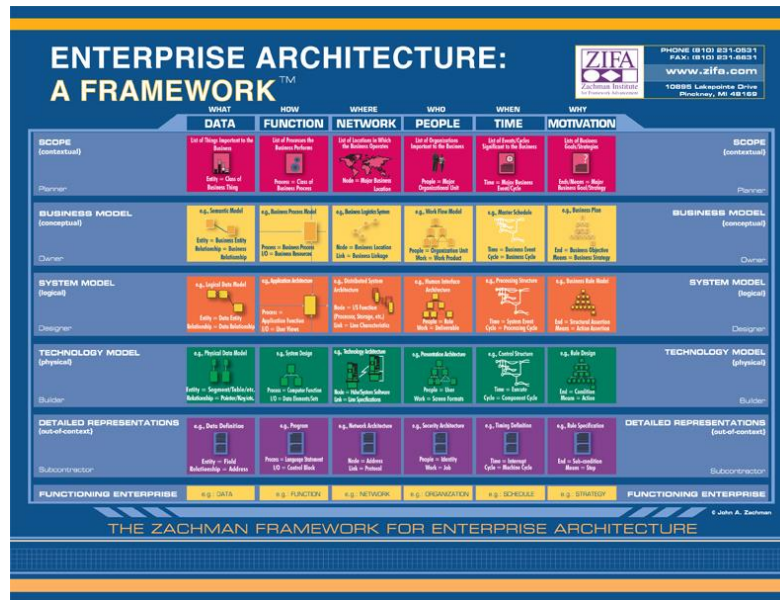 ENTERPRISE ARCHITECTURE:
A FRAMEWORK™
ZIFA
Zachman Institute
for Framework Advancement
PHONE (810) 231-0531
FAX: (810) 231-6631
www.zifa.com
10895 Lakepointe Drive
Pinckney, MI 48169
WHAT HOW WHERE WHO WHEN WHY
DATA FUNCTION NETWORK PEOPLE TIME MOTIVATION
SCOPE
(contextual)
Planner
List of Things Important to the
Business
Entity = Class of
Business Thing
List of Processes the
Business Performs
Process = Class of
Business Process
List of Locations in Which
the Business Operates
Node = Major Business
Location
List of Organizations
Important to the Business
People = Major
Organizational Unit
List of Events/Cycles
Significant to the Business
Time = Major Business
Event/Cycle
Lists of Business
Goals/Strategies
Ends/Means = Major
Business Goal/Strategy
SCOPE
(contextual)
Planner
BUSINESS MODEL
(conceptual)
Owner
e.g., Semantic Model
Entity = Business Entity
Relationship = Business
Relationship
e.g., Business Process Model
Process = Business Process
I/O = Business Resources
e.g., Business Logistics System
Node = Business Location
Link = Business Linkage
e.g., Work Flow Model
People = Organization Unit
Work = Work Product
e.g., Master Schedule
Time = Business Event
Cycle = Business Cycle
e.g., Business Plan
End = Business Objective
Means = Business Strategy
BUSINESS MODEL
(conceptual)
Owner
SYSTEM MODEL
(logical)
Designer
e.g., Logical Data Model
Entity = Data Entity
Relationship = Data Relationship
e.g., Application Architecture
Process =
Application Function
I/O = User Views
e.g., Distributed System
Architecture
Node = I/S Function
(Processor, Storage, etc.)
Link = Line Characteristics
e.g., Human Interface
Architecture
People = Role
Work = Deliverable
e.g., Processing Structure
Time = System Event
Cycle = Processing Cycle
e.g., Business Rule Model
End = Structural Assertion
Means = Action Assertion
SYSTEM MODEL
(logical)
Designer
TECHNOLOGY MODEL
(physical)
Builder
e.g., Physical Data Model
Entity = Segment/Table/etc.
Relationship = Pointer/Key/etc.
e.g., System Design
Process = Computer Function
I/O = Data Elements/Sets
e.g., Technology Architecture
Node = Hdw/System Software
Link = Line Specifications
e.g., Presentation Architecture
People = User
Work = Screen Formats
e.g., Control Structure
Time = Execute
Cycle = Component Cycle
e.g., Rule Design
End = Condition
Means = Action
TECHNOLOGY MODEL
(physical)
Builder
DETAILED REPRESENTATIONS
(out-of-context)
Subcontractor
e.g., Data Definition
Entity = Field
Relationship = Address
e.g., Program
Process = Language Statement
I/O = Control Block
e.g., Network Architecture
Node = Address
Link = Protocol
e.g., Security Architecture
People = Identity
Work = Job
e.g., Timing Definition
Time = Interrupt
Cycle = Machine Cycle
e.g., Rule Specification
End = Sub-condition
Means = Step
DETAILED REPRESENTATIONS
(out-of-context)
Subcontractor
FUNCTIONING ENTERPRISE
e.g.: DATA
e.g.: FUNCTION
e.g.: NETWORK
e.g.: ORGANIZATION
e.g.: SCHEDULE
e.g.: STRATEGY
FUNCTIONING ENTERPRISE
© John A. Zachman
THE ZACHMAN FRAMEWORK FOR ENTERPRISE ARCHITECTURE